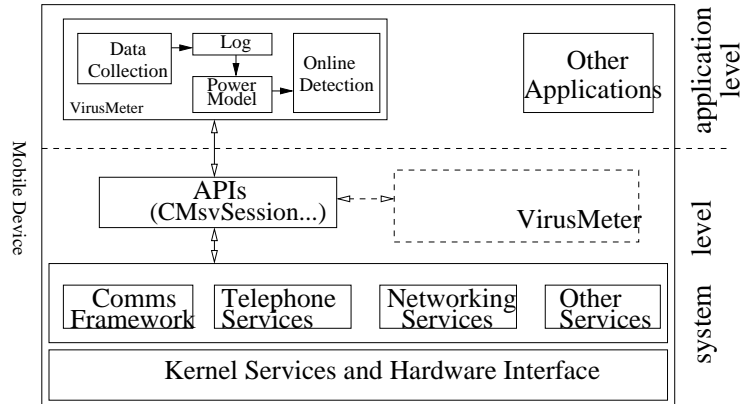 Data
Collection
Log
Power
Model
Online
Detection
VirusMeter
Other
Applications
application
level
Mobile Device
APIs
(CMsvSession...)
VirusMeter
system level
Comms
Framework
Telephone
Services
Networking
Services
Other
Services
Kernel Services and Hardware Interface